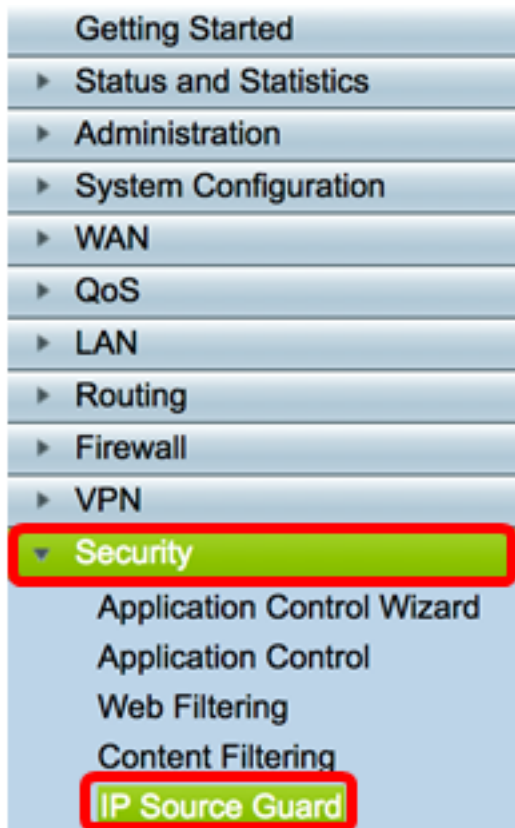 Getting Started
Status and Statistics
Administration
System Configuration
WAN
QoS
LAN
Routing
Firewall
VPN
Security
Application Control Wizard
Application Control
Web Filtering
Content Filtering
IP Source Guard